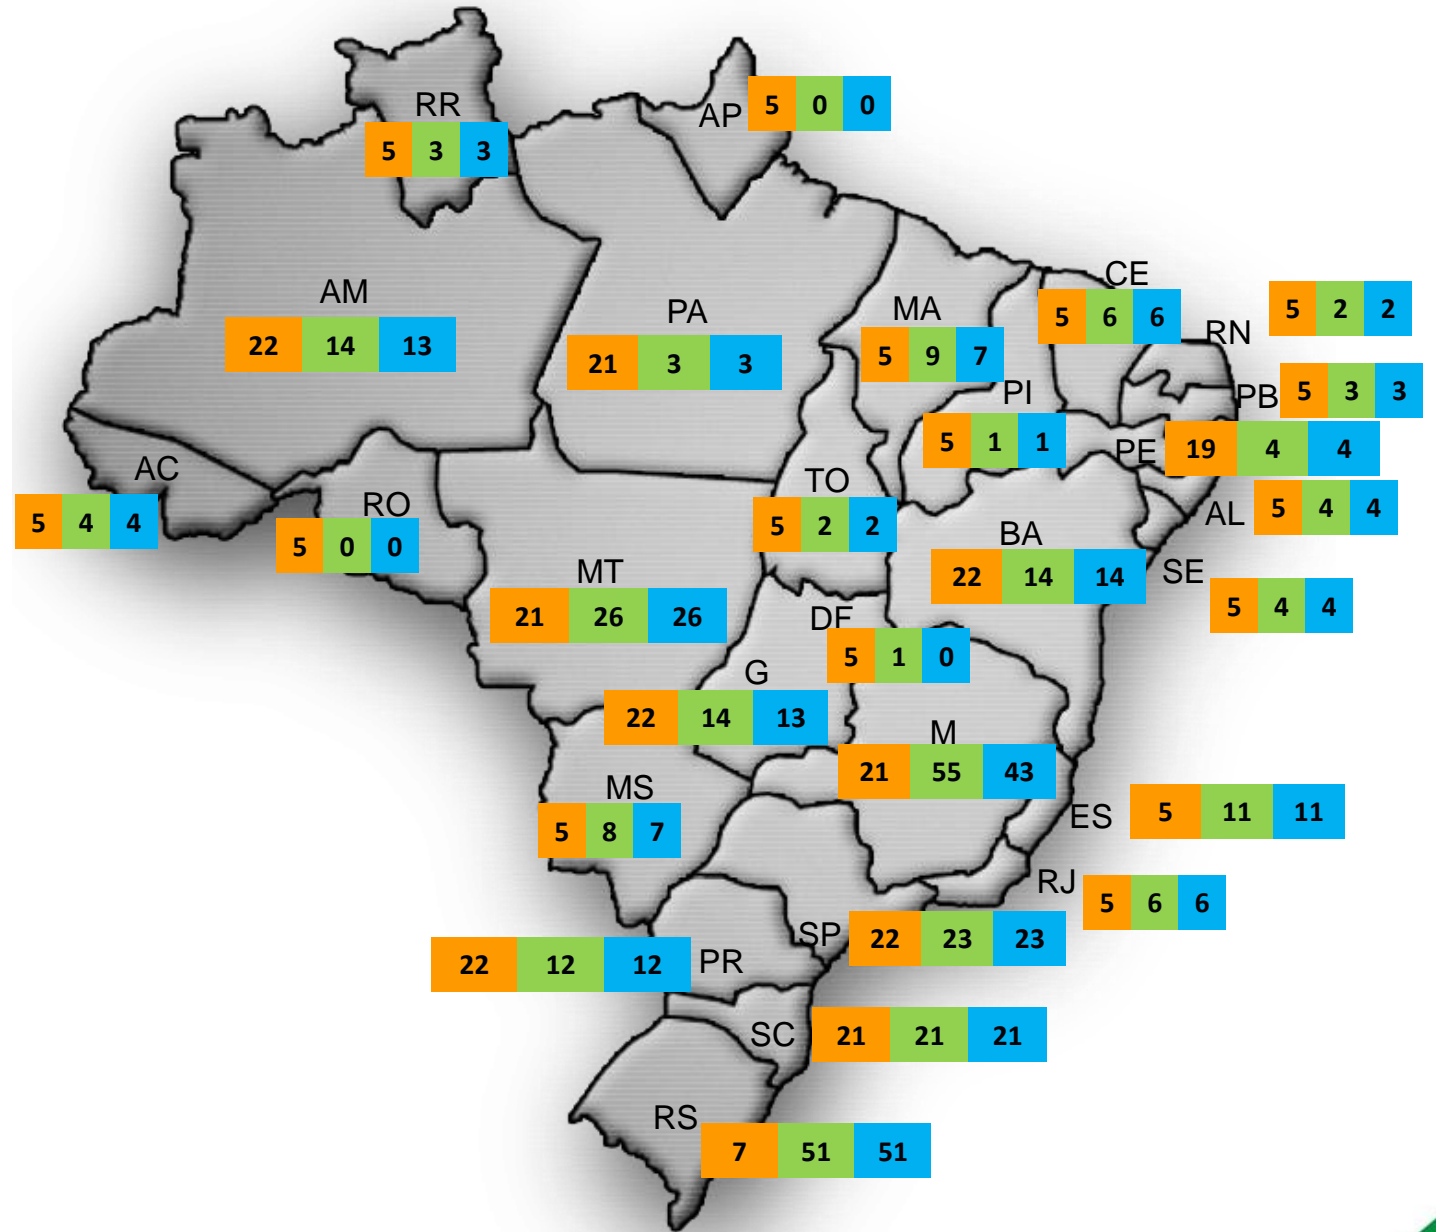 RR
5 3 3
AP 5 0 0
AM
22 14 13
PA
21 3 3
MA
5 9 7
CE
5 6 6
RN 5 2 2
PI
5 1 1
PB 5 3 3
PE 19 4 4
AC
5 4 4
RO
5 0 0
TO
5 2 2
AL 5 4 4
BA
22 14 14
SE
5 4 4
MT
21 26 26
DF
5 1 0
G
22 14 13
M
21 55 43
MS
5 8 7
ES 5 11 11
RJ 5 6 6
SP 22 23 23
22 12 12 PR
SC 21 21 21
RS
7 51 51